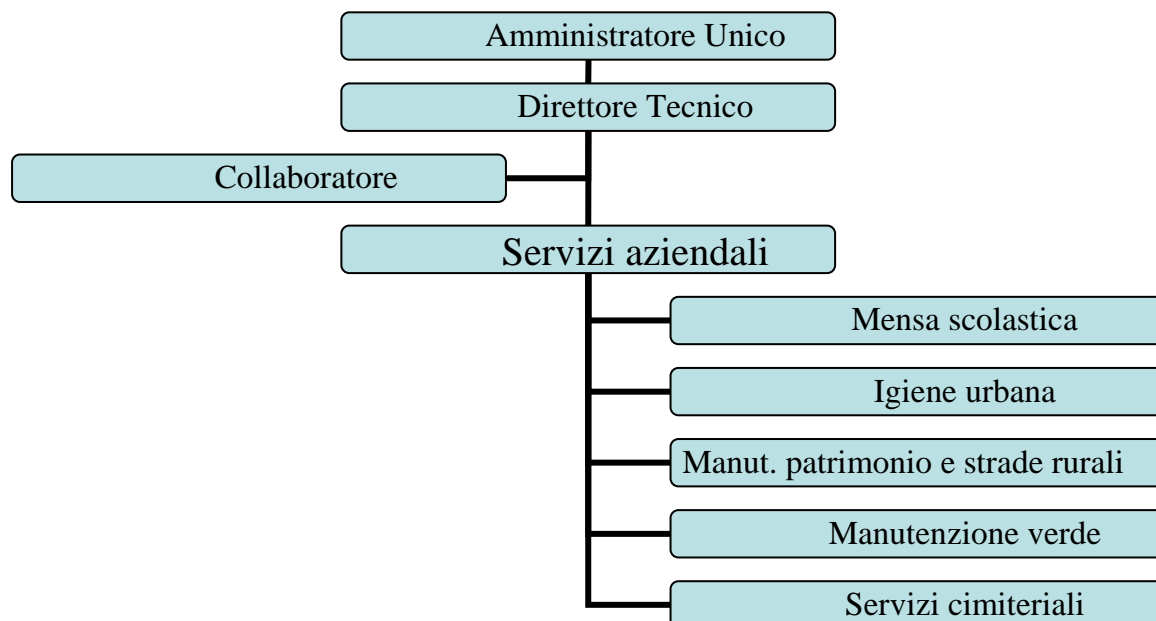 Amministratore Unico
Direttore Tecnico
Collaboratore
Servizi aziendali
Mensa scolastica
Igiene urbana
Manut. patrimonio e strade rurali
Manutenzione verde
Servizi cimiteriali